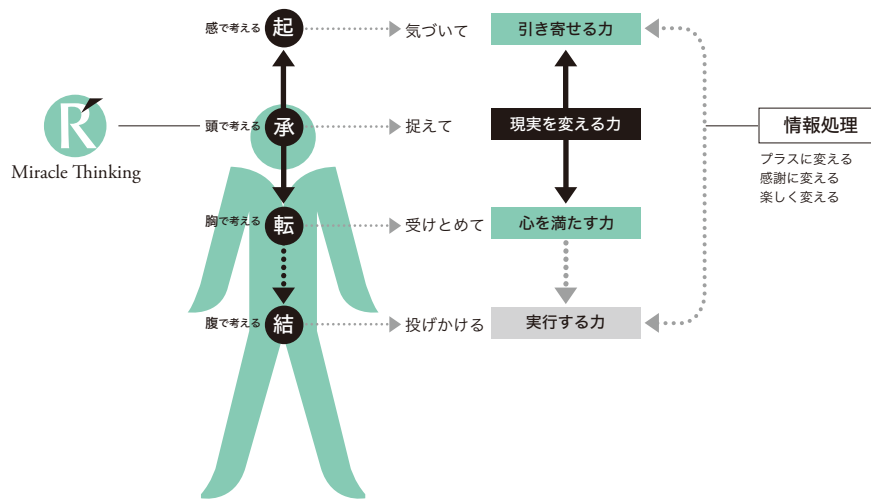 感で考える 起 気づいて 引き寄せる力
頭で考える 承 捉えて 現実を変える力
Ŕ
Miracle Thinking
情報処理
プラスに変える
感謝に変える
楽しく変える
胸で考える 転 受けとめて 心を満たす力
腹で考える 結 投げかける 実行する力